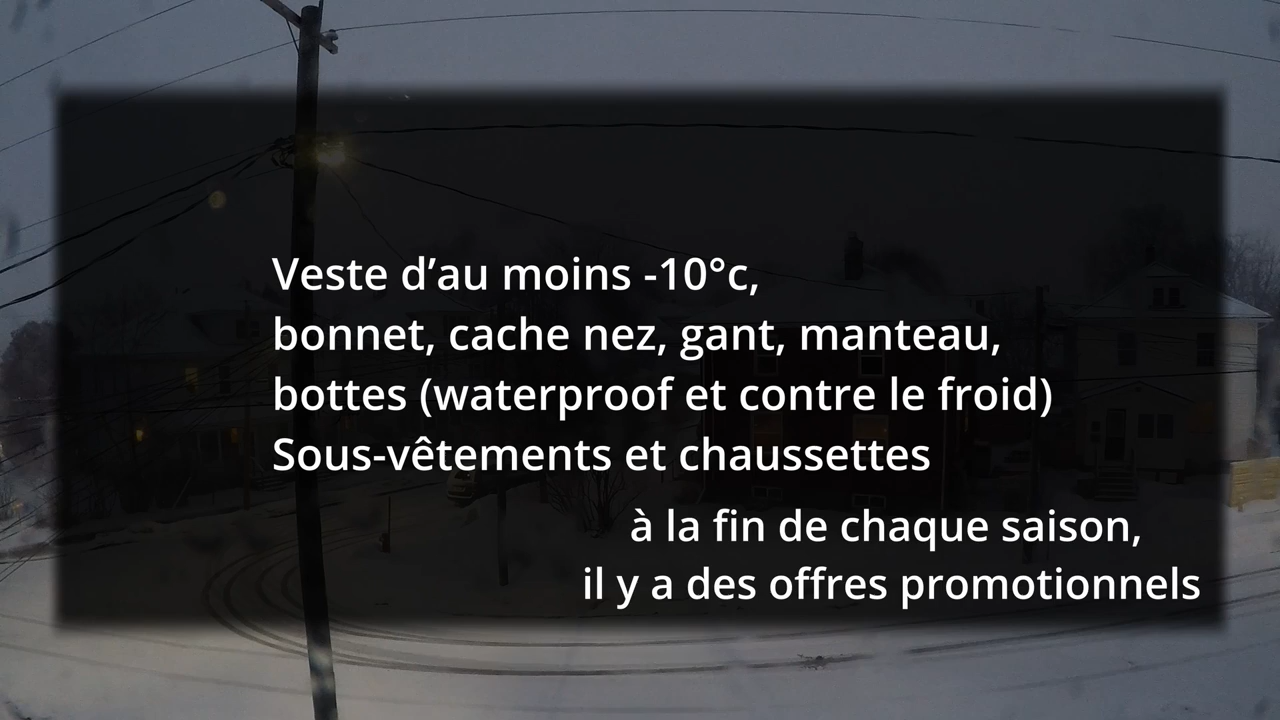 Veste d’au moins -10°c,
bonnet, cache nez, gant, manteau,
bottes (waterproof et contre le froid)
Sous-vêtements et chaussettes
à la fin de chaque saison,
il y a des offres promotionnels